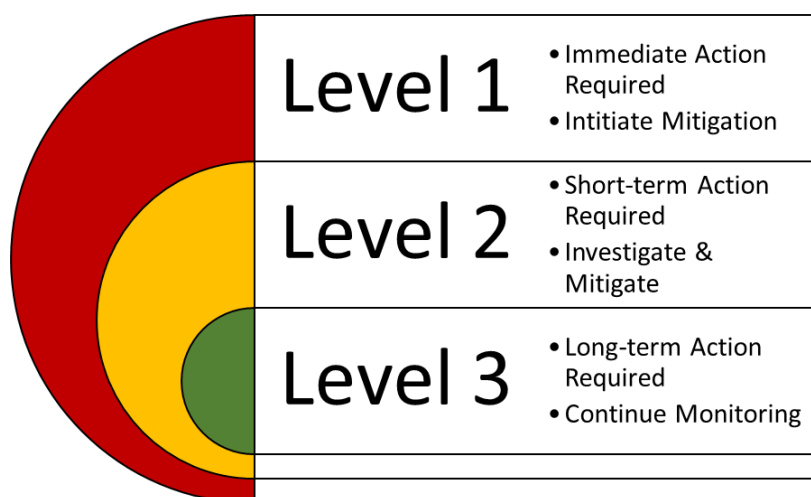 Level 1
• Immediate Action
Required
• Intitiate Mitigation
Level 2
• Short-term Action
Required
• Investigate &
Mitigate
Level 3
• Long-term Action
Required
• Continue Monitoring